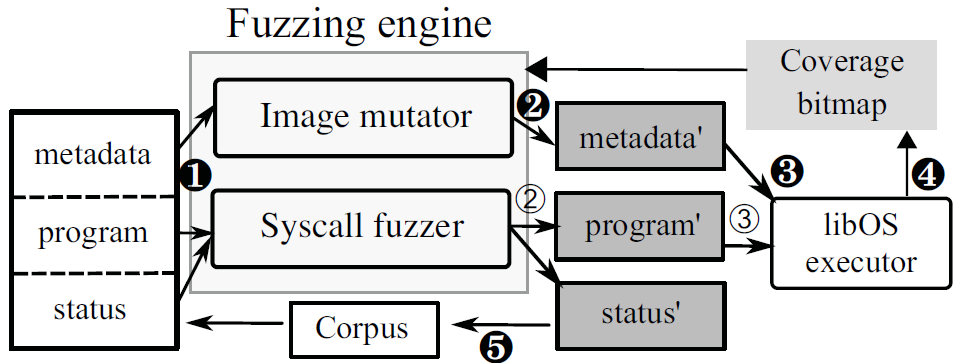 Fuzzing engine
Image mutator
Syscall fuzzer
metadata
program
status
❶
❷
②
metadata'
program'
status'
❸
③
Coverage
bitmap
❹
libOS
executor
Corpus
❺